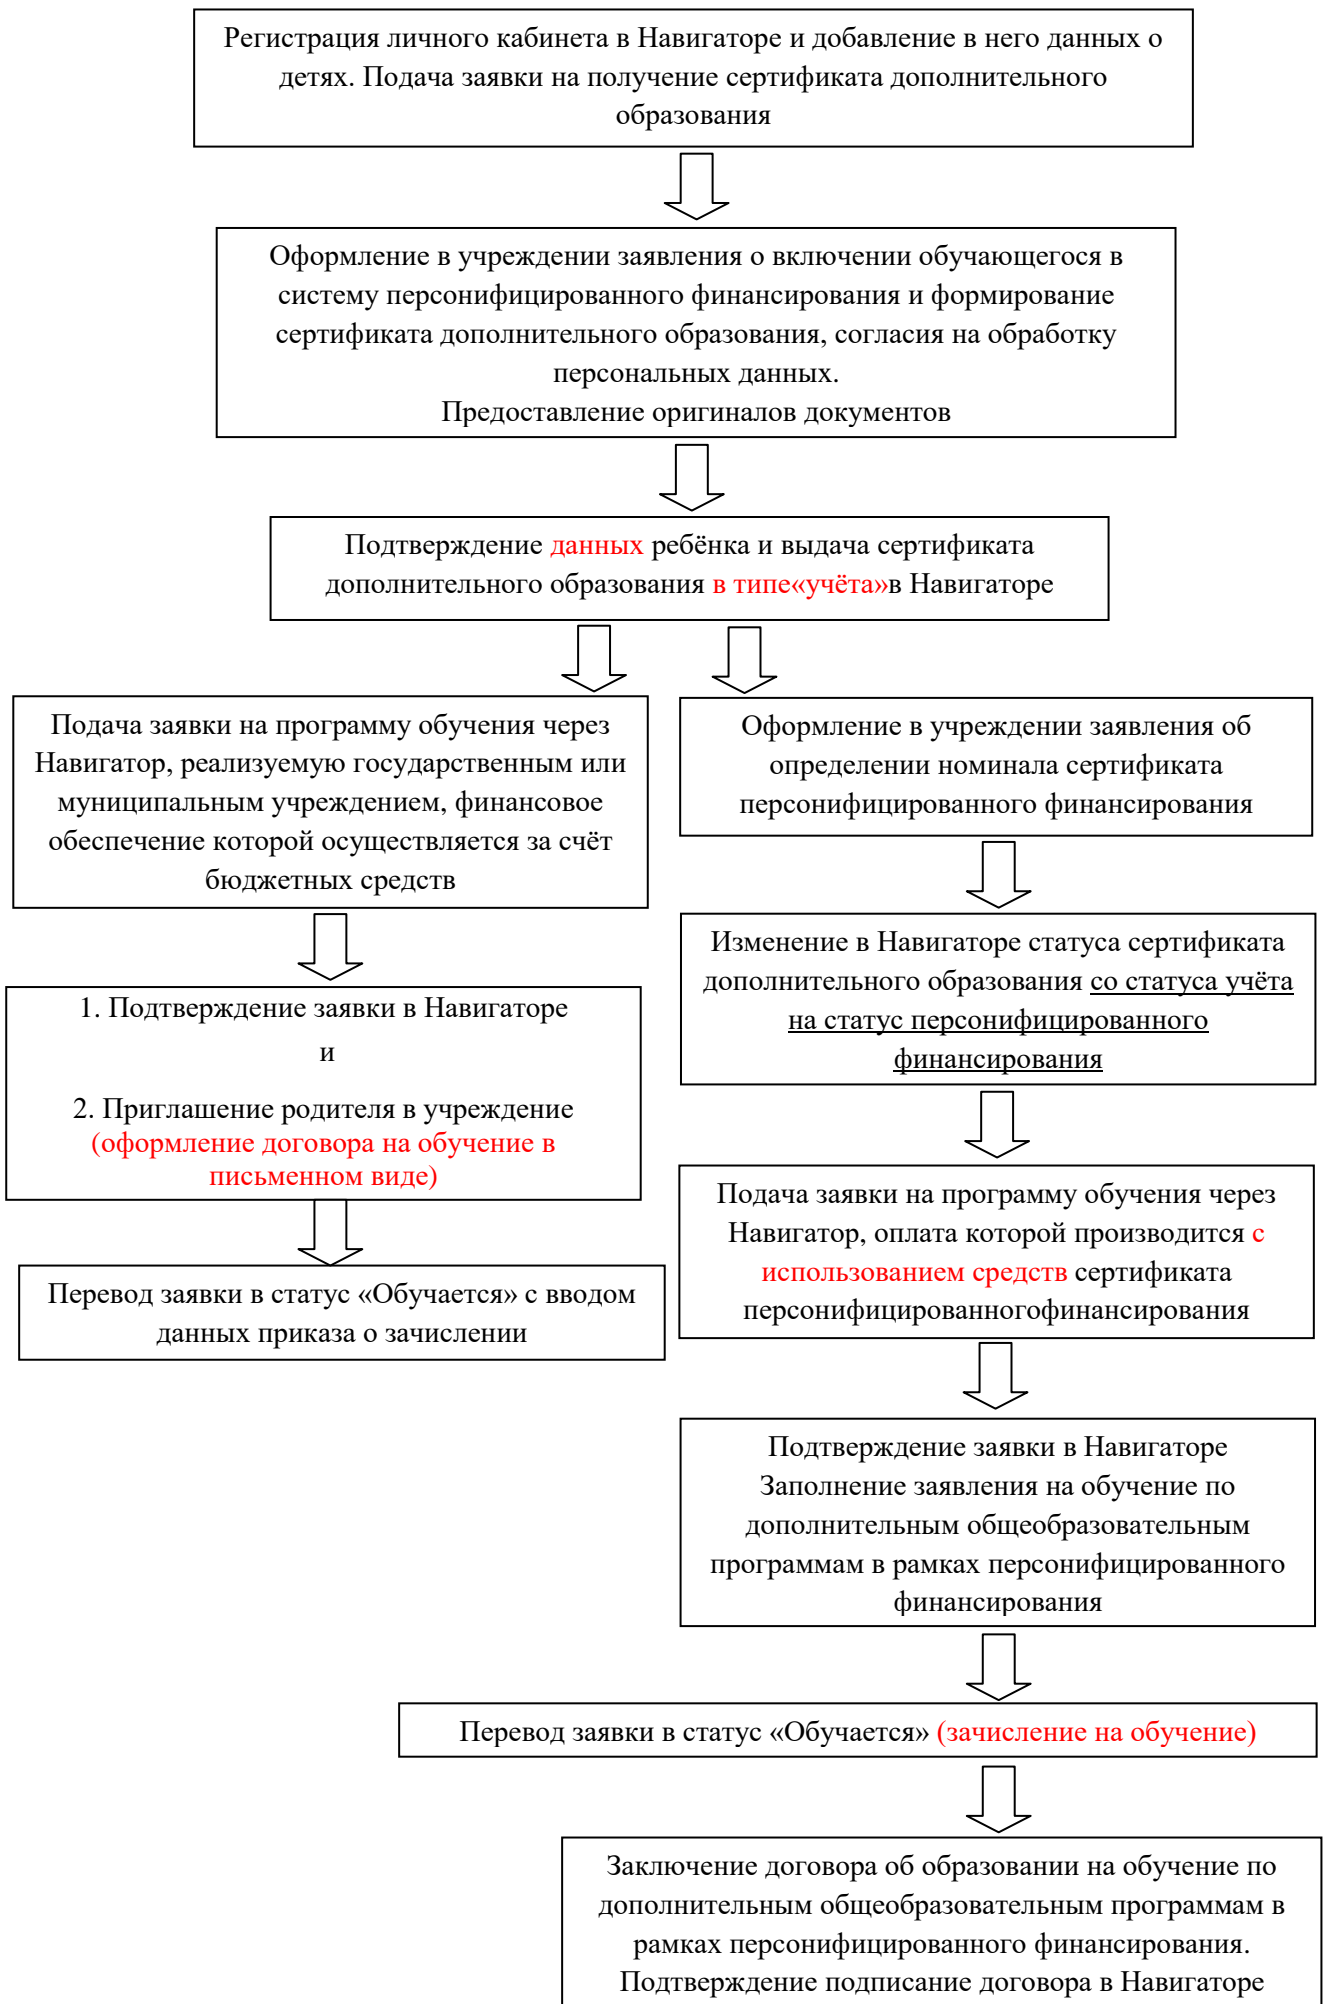 Регистрация личного кабинета в Навигаторе и добавление в него данных о
детях. Подача заявки на получение сертификата дополнительного
образования
Оформление в учреждении заявления о включении обучающегося в
систему персонифицированного финансирования и формирование
сертификата дополнительного образования, согласия на обработку
персональных данных.
Предоставление оригиналов документов
Подтверждение данных ребёнка и выдача сертификата
дополнительного образования в типе«учёта»в Навигаторе
Подача заявки на программу обучения через
Навигатор, реализуемую государственным или
муниципальным учреждением, финансовое
обеспечение которой осуществляется за счёт
бюджетных средств
1. Подтверждение заявки в Навигаторе
и
2. Приглашение родителя в учреждение
(оформление договора на обучение в
письменном виде)
Перевод заявки в статус «Обучается» с вводом
данных приказа о зачислении
Оформление в учреждении заявления об
определении номинала сертификата
персонифицированного финансирования
Изменение в Навигаторе статуса сертификата
дополнительного образования со статуса учёта
на статус персонифицированного
финансирования
Подача заявки на программу обучения через
Навигатор, оплата которой производится с
использованием средств сертификата
персонифицированногофинансирования
Подтверждение заявки в Навигаторе
Заполнение заявления на обучение по
дополнительным общеобразовательным
программам в рамках персонифицированного
финансирования
Перевод заявки в статус «Обучается» (зачисление на обучение)
Заключение договора об образовании на обучение по
дополнительным общеобразовательным программам в
рамках персонифицированного финансирования.
Подтверждение подписание договора в Навигаторе